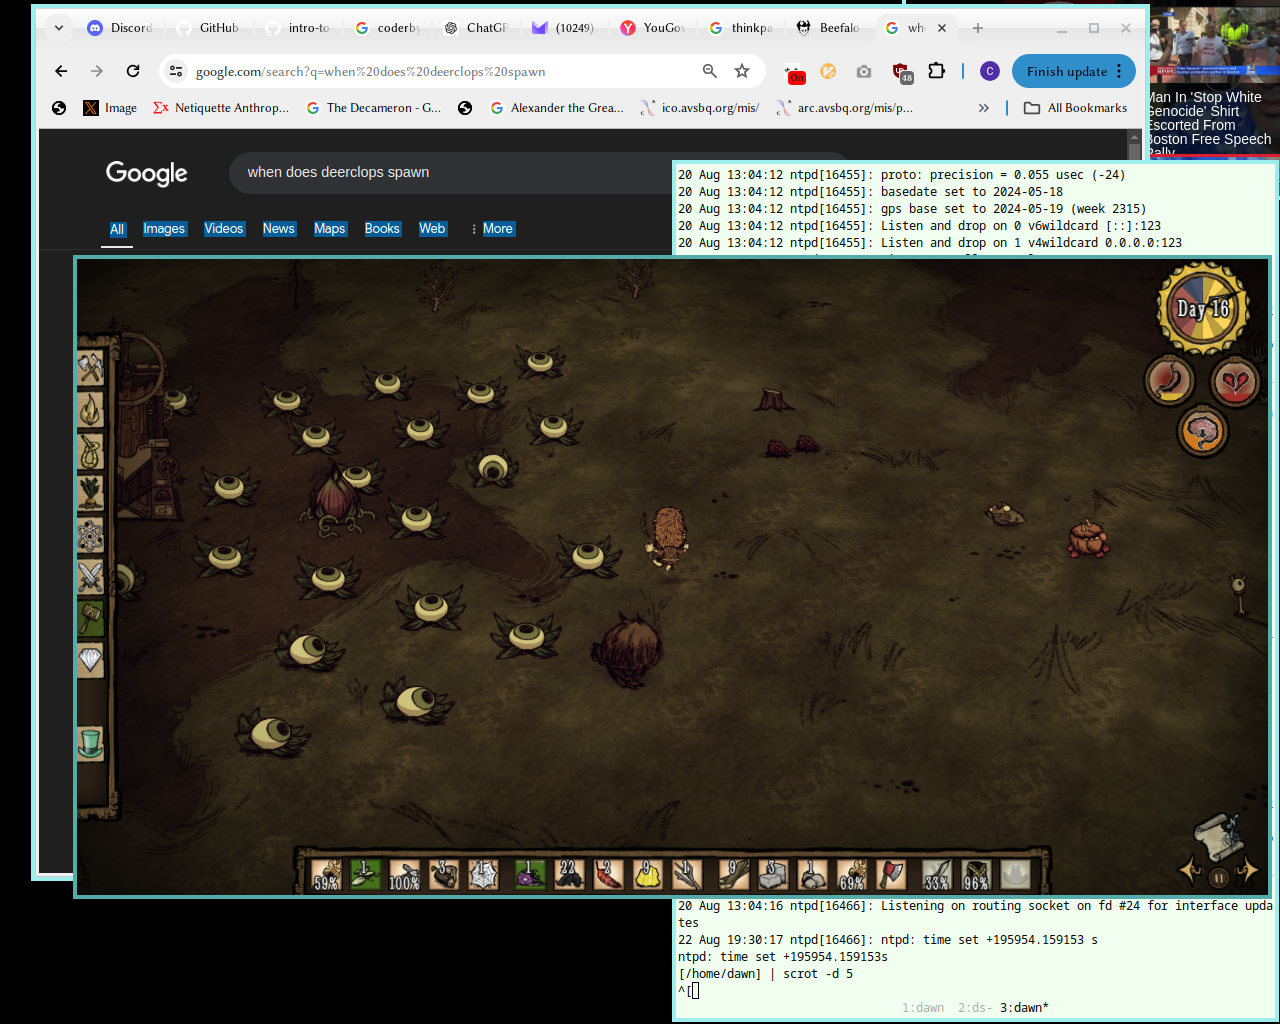 Discord
GitHub
intro-to
coderby
ChatGP
(10249)
YouGov
thinkpa
Beefalo
whe
google.com/search?q=when%20does%20deerclops%20spawn
On
48
C
Finish update
Image
Netiquette Anthrop...
The Decameron - G...
Alexander the Grea...
ico.avsbq.org/mis/
arc.avsbq.org/mis/p...
All Bookmarks
Man In 'Stop White
Genocide' Shirt
Escorted From
Boston Free Speech
Rally
NEWS
Google
when does deerclops spawn
All
Images
Videos
News
Maps
Books
Web
More
20 Aug 13:04:12 ntpd[16455]: proto: precision = 0.055 usec (-24)
20 Aug 13:04:12 ntpd[16455]: basedate set to 2024-05-18
20 Aug 13:04:12 ntpd[16455]: gps base set to 2024-05-19 (week 2315)
20 Aug 13:04:12 ntpd[16455]: Listen and drop on 0 v6wildcard [::]:123
20 Aug 13:04:12 ntpd[16455]: Listen and drop on 1 v4wildcard 0.0.0.0:123
Day 16
59%
1
100%
3
1
1
22
2
9
1
9
3
1
69%
33%
96%
11
20 Aug 13:04:16 ntpd[16466]: Listening on routing socket on fd #24 for interface upda
tes
22 Aug 19:30:17 ntpd[16466]: ntpd: time set +195954.159153 s
ntpd: time set +195954.159153s
[/home/dawn] | scrot -d 5
^[
1:dawn 2:ds- 3:dawn*